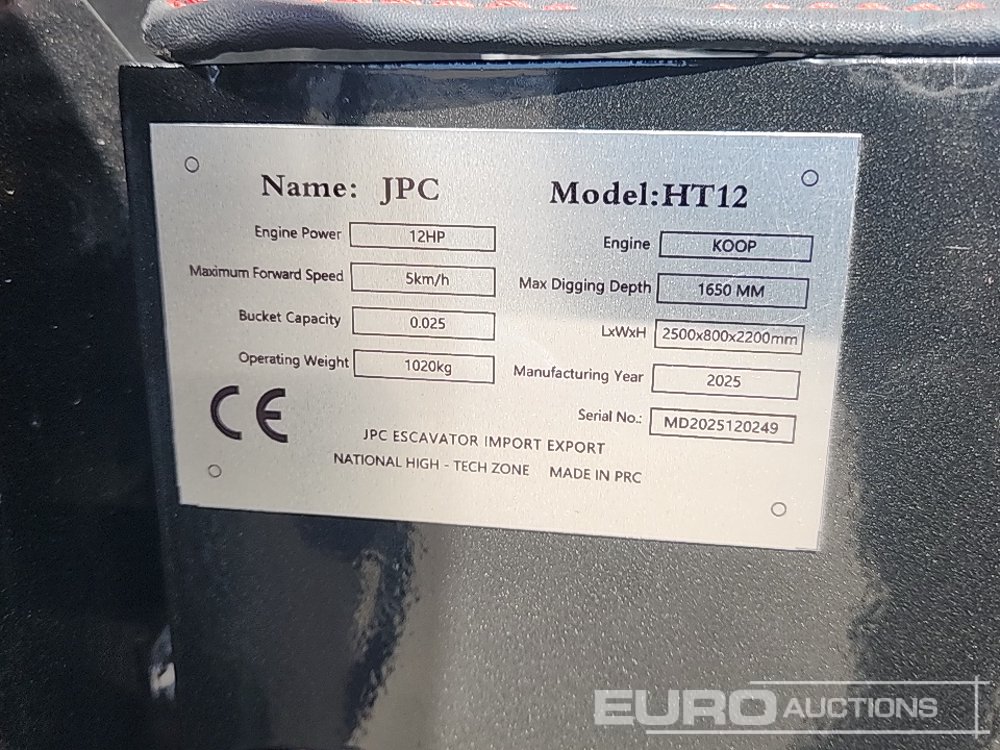 Name: JPC
Model:HT12
Engine Power 12HP
Engine KOOP
Maximum Forward Speed 5km/h
Max Digging Depth 1650 MM
Bucket Capacity 0.025
LxWxH 2500x800x2200mm
Operating Weight 1020kg
Manufacturing Year 2025
Serial No.: MD2025120249
CE
JPC ESCAVATOR IMPORT EXPORT
NATIONAL HIGH - TECH ZONE MADE IN PRC
EURO AUCTIONS